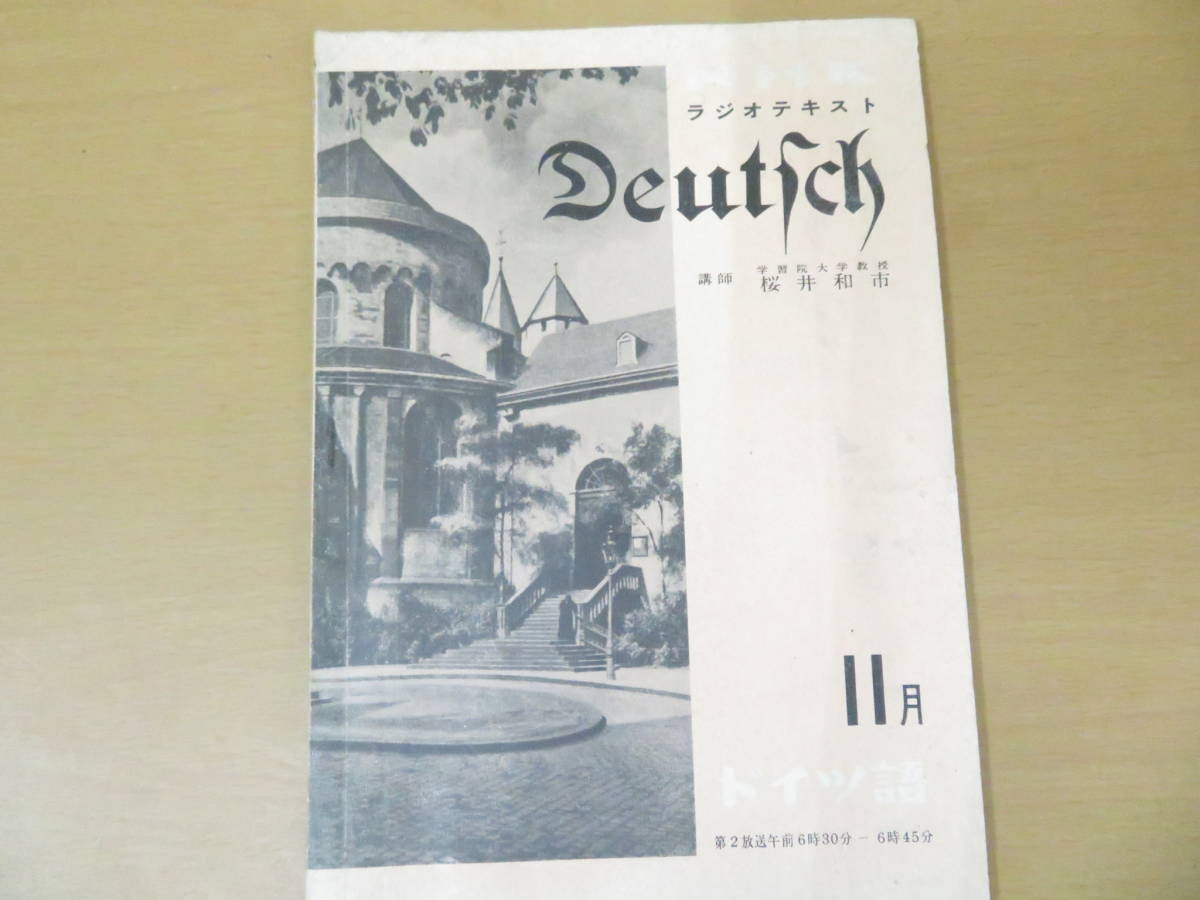 NHK
ラジオテキスト
Deutſch
学習院大学教授
講師 桜井和市
11月
ドイツ語
第2放送午前6時30分 — 6時45分